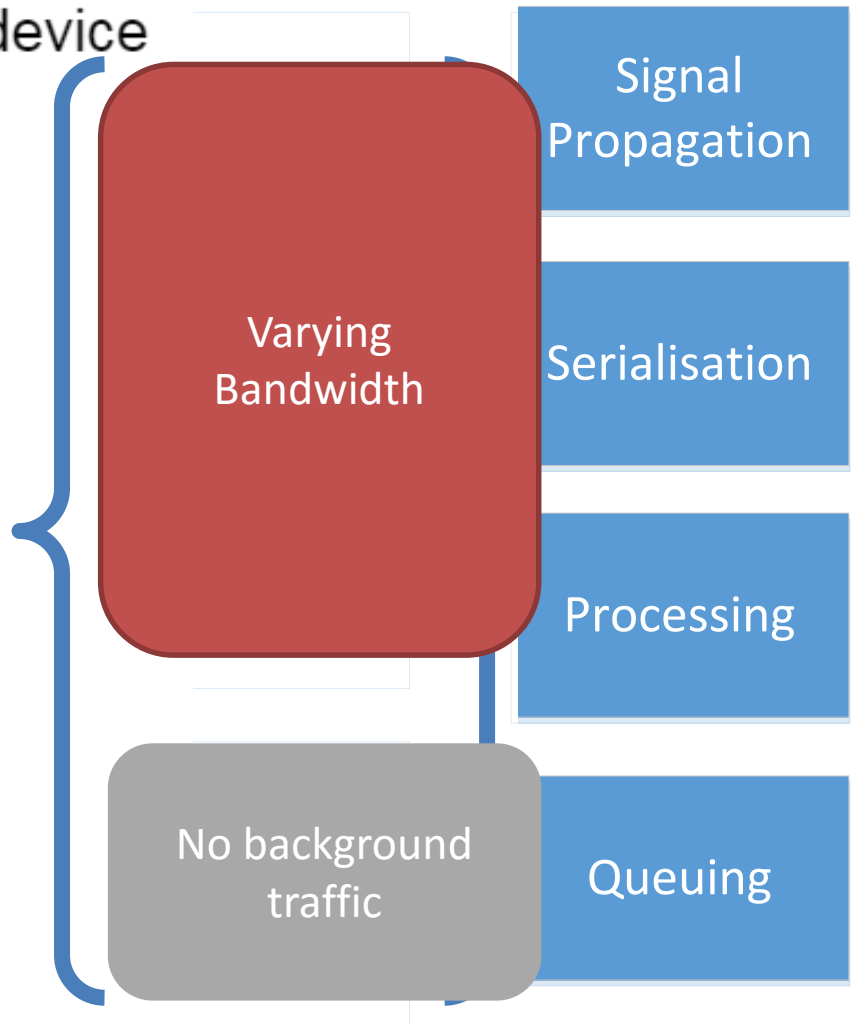 device
Signal
Propagation
Varying
Bandwidth
Serialisation
Processing
No background
traffic
Queuing